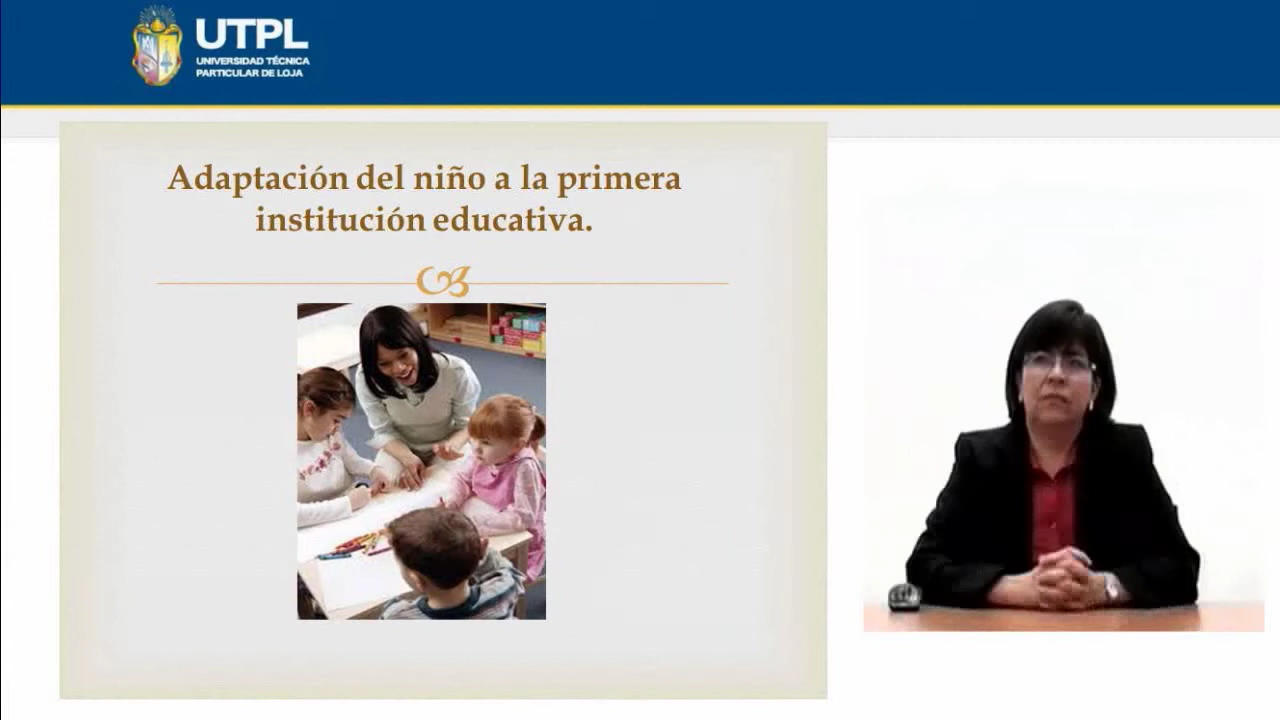 UTPL
UNIVERSIDAD TÉCNICA
PARTICULAR DE LOJA
Adaptación del niño a la primera
institución educativa.